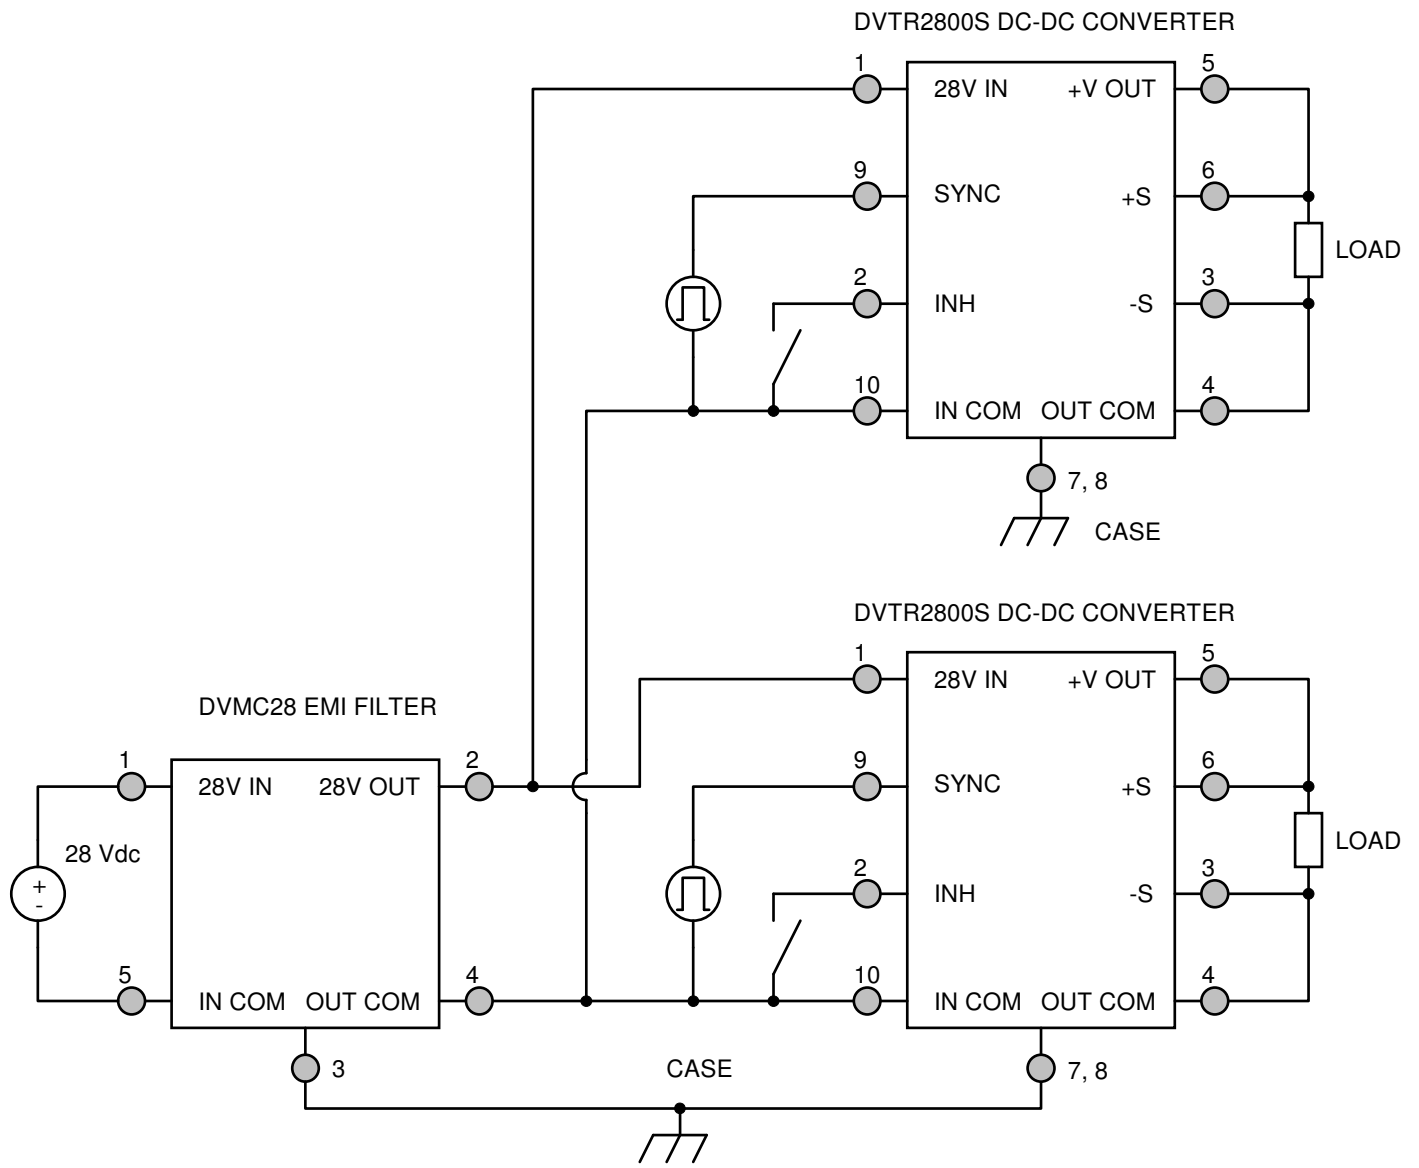 DVTR2800S DC-DC CONVERTER
1
5
28V IN
+V OUT
9
6
SYNC
+S
LOAD
2
3
INH
-S
10
4
IN COM
OUT COM
7, 8
CASE
DVTR2800S DC-DC CONVERTER
1
5
28V IN
+V OUT
DVMC28 EMI FILTER
1
2
9
6
28V IN
28V OUT
SYNC
+S
28 Vdc
LOAD
+
-
2
3
INH
-S
5
4
10
4
IN COM
OUT COM
IN COM
OUT COM
3
CASE
7, 8